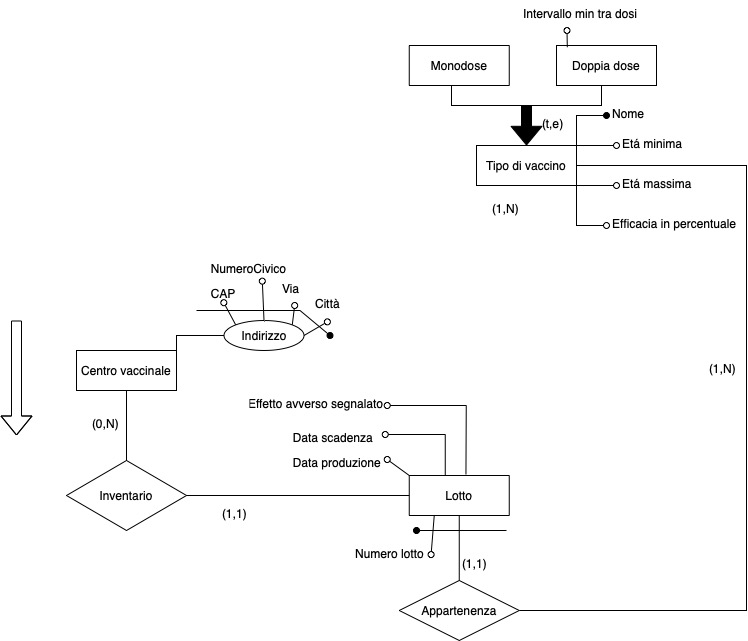 Intervallo min tra dosi
Monodose
Doppia dose
(t,e)
Nome
Etá minima
Tipo di vaccino
Etá massima
(1,N)
Efficacia in percentuale
NumeroCivico
CAP
Via
Città
Indirizzo
Centro vaccinale
(1,N)
(0,N)
Effetto avverso segnalato
Data scadenza
Data produzione
Inventario
Lotto
(1,1)
Numero lotto
(1,1)
Appartenenza